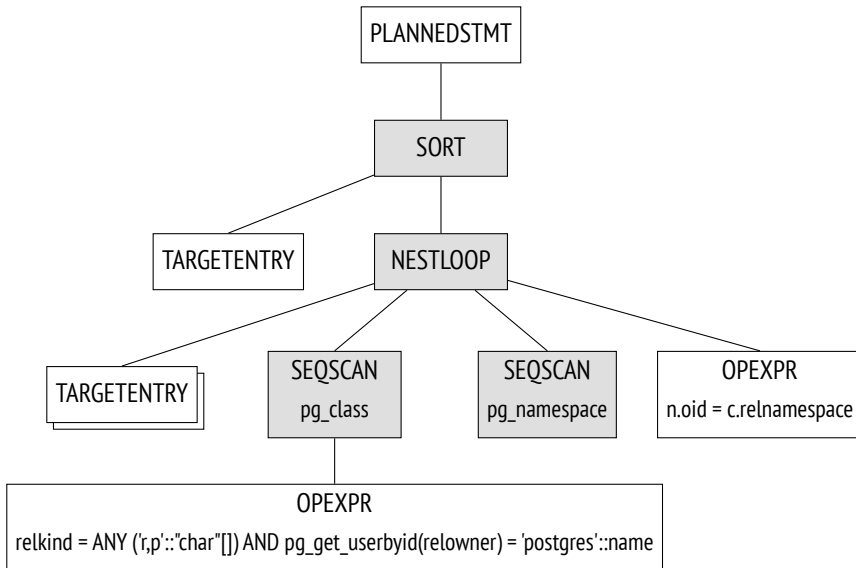 PLANNEDSTMT
SORT
TARGETENTRY
NESTLOOP
TARGETENTRY
SEQSCAN
pg_class
SEQSCAN
pg_namespace
OPEXPR
n.oid = c.relnamespace
OPEXPR
relkind = ANY ('r,p'::"char"[]) AND pg_get_userbyid(relowner) = 'postgres'::name